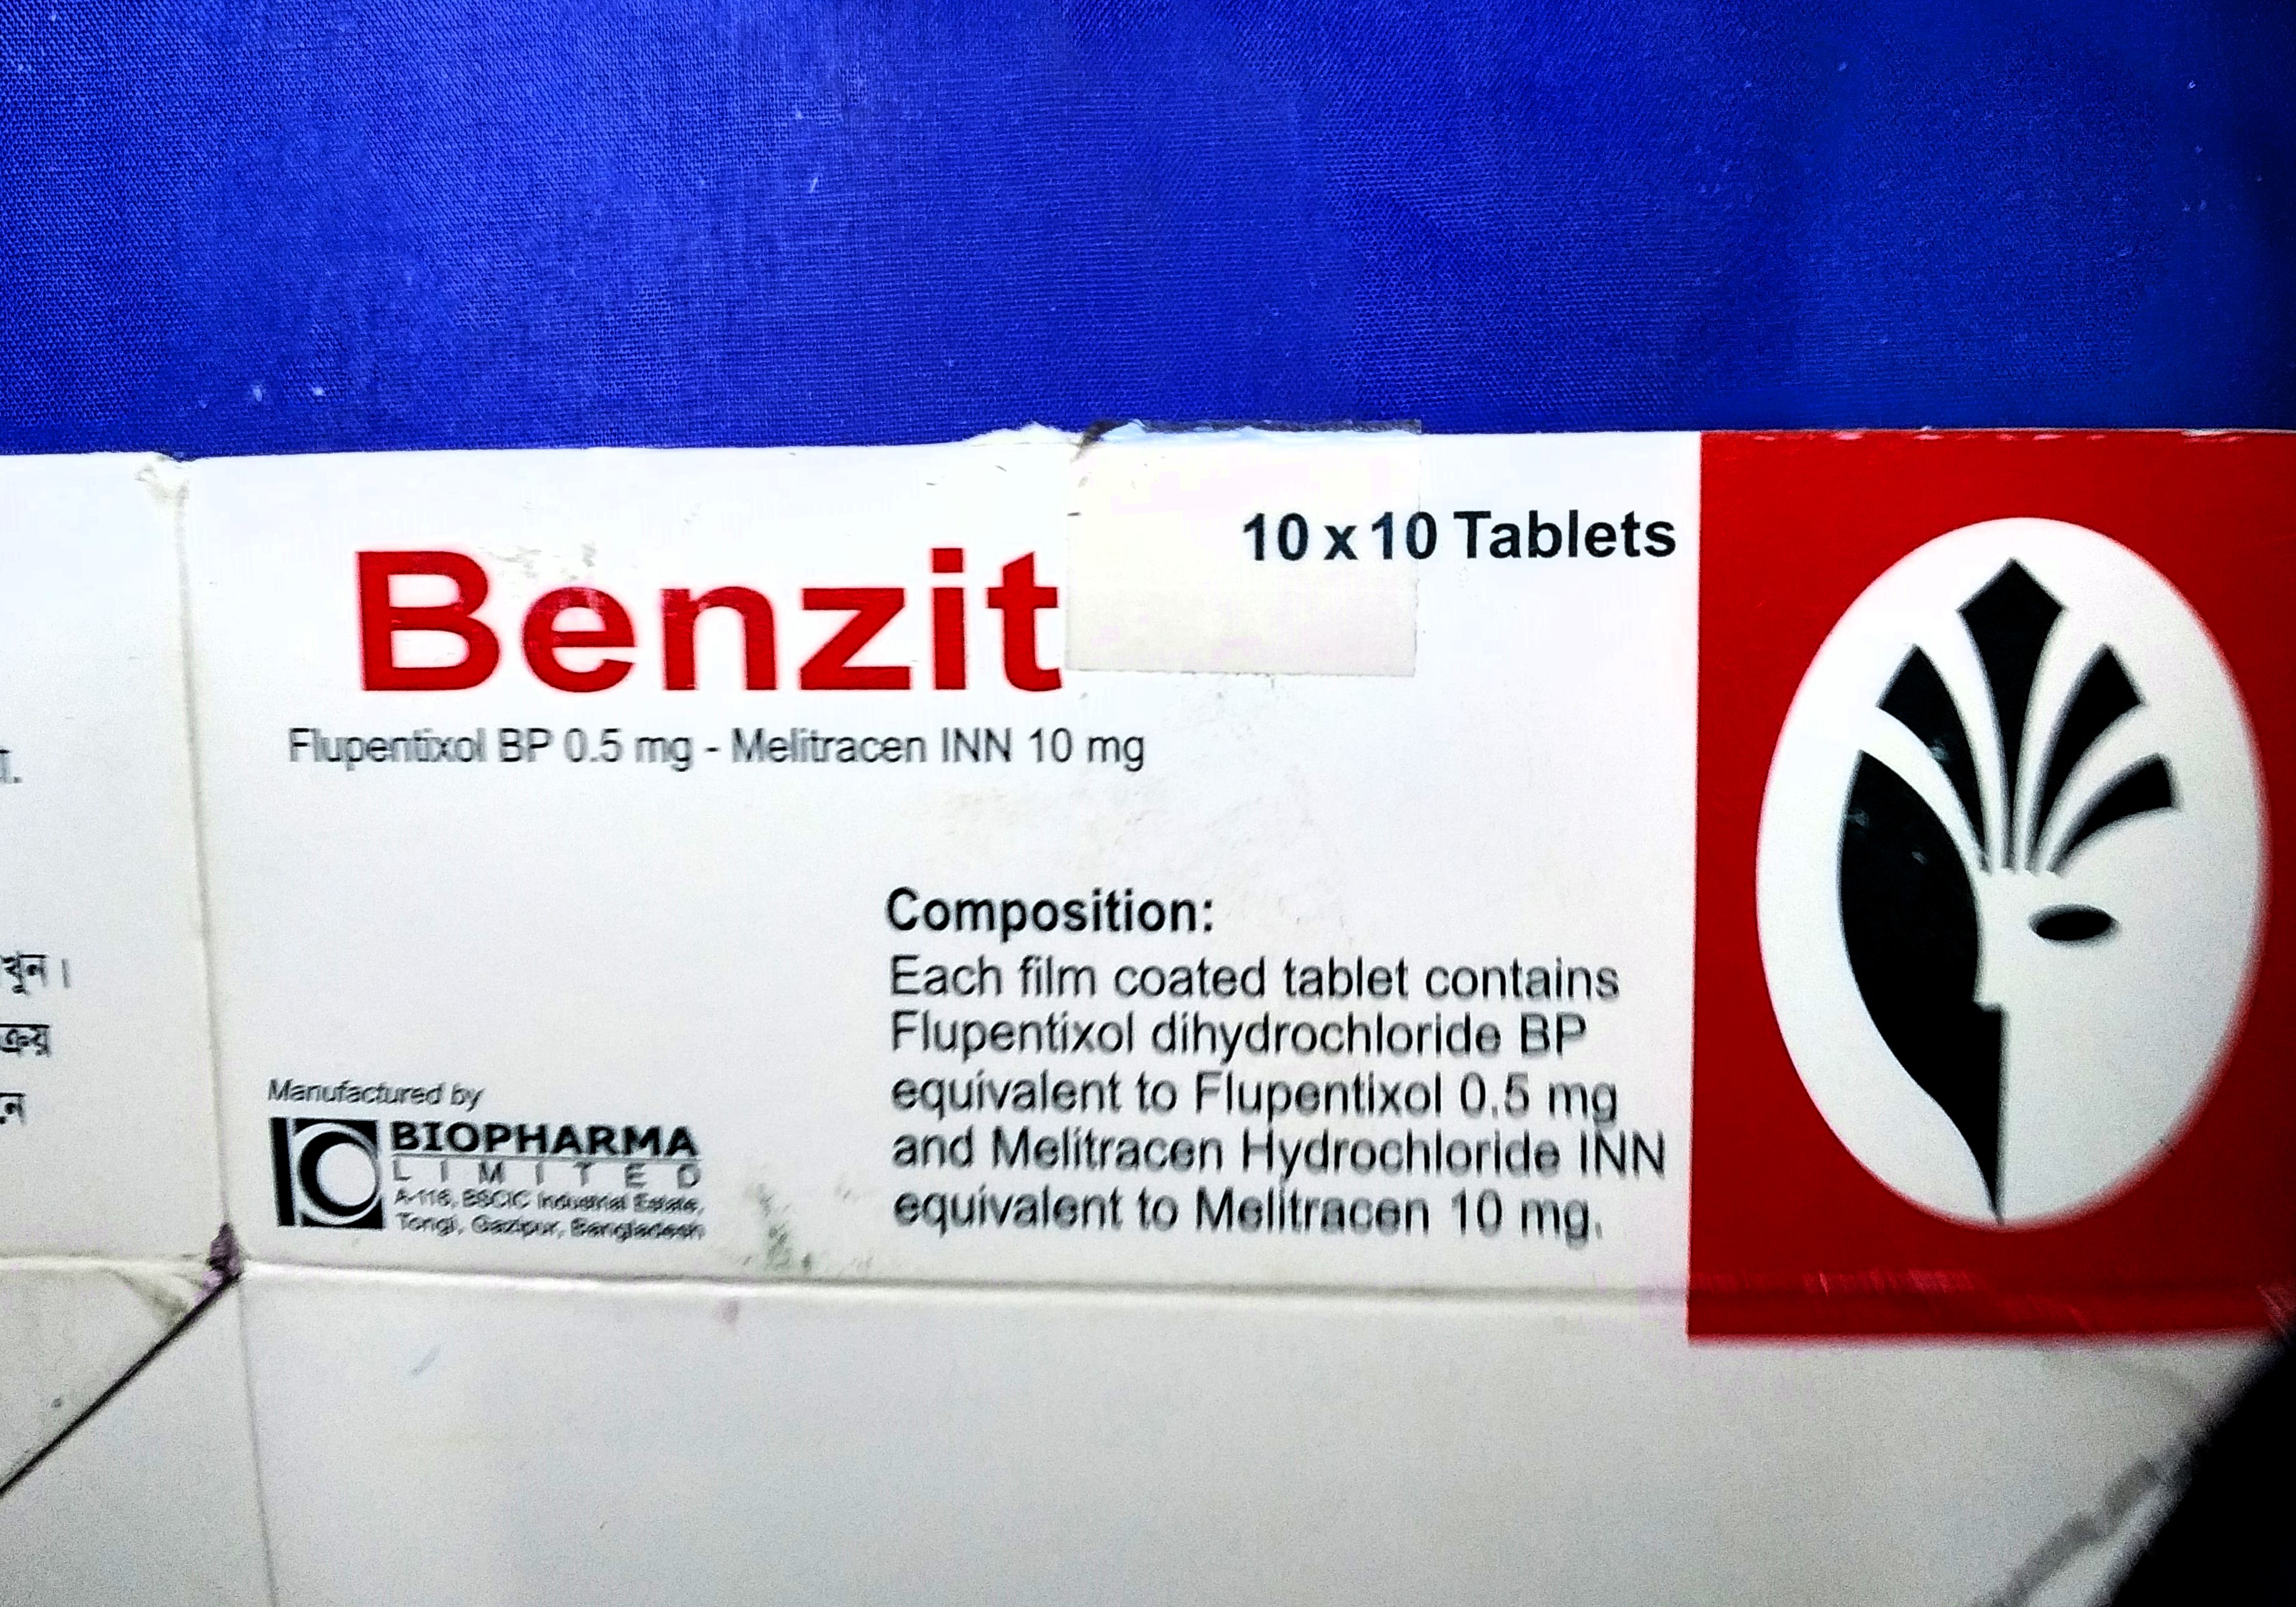 Benzit
10 x 10 Tablets
Flupentixol BP 0.5 mg - Melitracen INN 10 mg
Composition:
Each film coated tablet contains
Flupentixol dihydrochloride BP
equivalent to Flupentixol 0.5 mg
and Melitracen Hydrochloride INN
equivalent to Melitracen 10 mg.
Manufactured by
BIOPHARMA
LIMITED
A-116, BSCIC Industrial Estate,
Tongi, Gazipur, Bangladesh